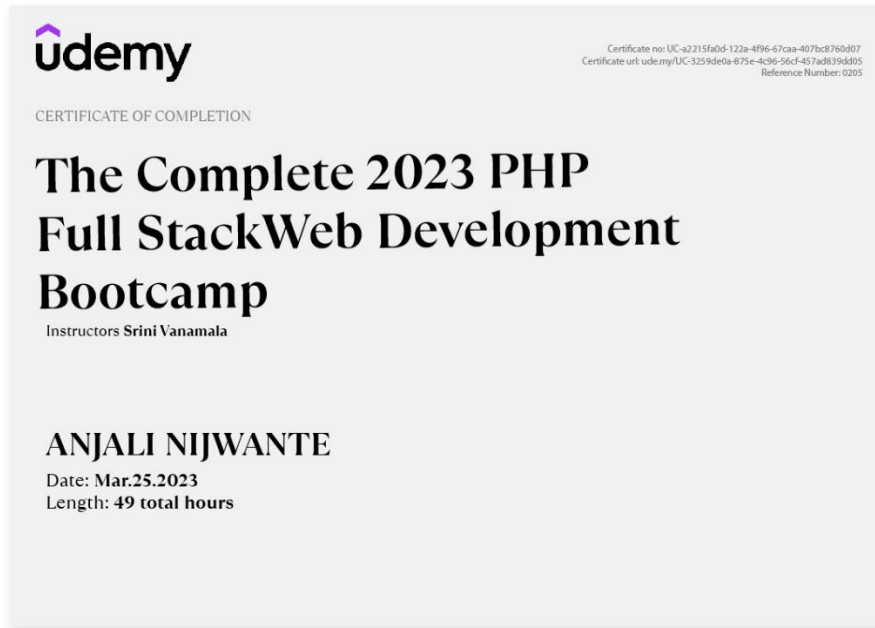 ûdemy
Certificate no: UC-a2215fa0d-122a-4f96-67caa-407bc8760d07
Certificate url: ude.my/UC-3259de0a-875e-4c96-56cf-457ad839dd05
Reference Number: 0205
CERTIFICATE OF COMPLETION
The Complete 2023 PHP
Full StackWeb Development
Bootcamp
Instructors Srini Vanamala
ANJALI NIJWANTE
Date: Mar.25.2023
Length: 49 total hours